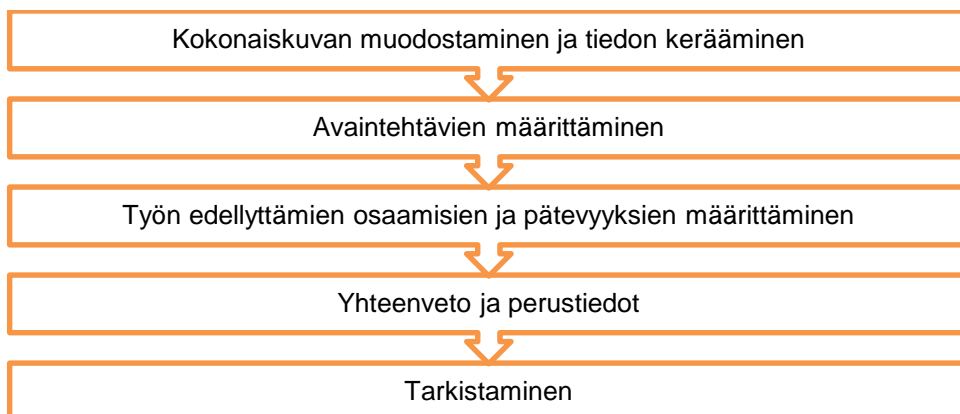 Kokonaiskuvan muodostaminen ja tiedon kerääminen
Avaintehtävien määrittäminen
Työn edellyttämien osaamisien ja pätevyyksien määrittäminen
Yhteenveto ja perustiedot
Tarkistaminen